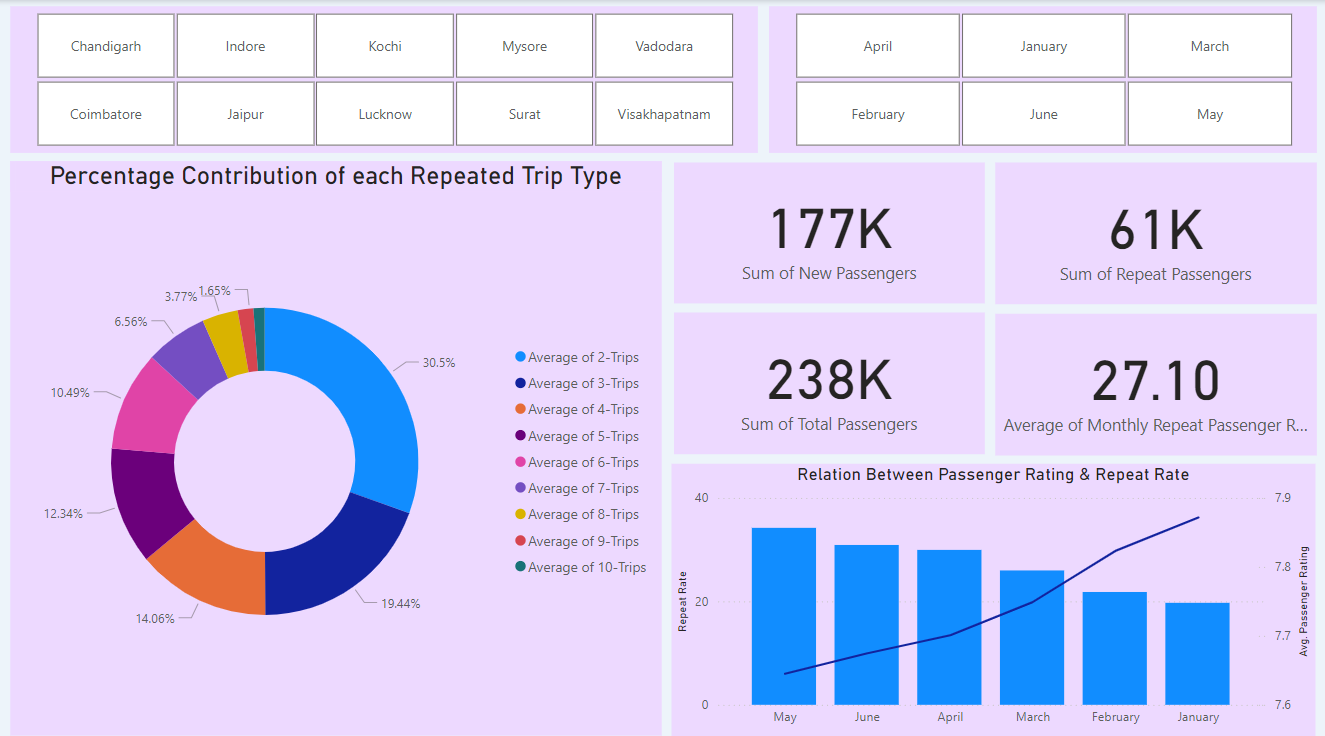 Chandigarh
Indore
Kochi
Mysore
Vadodara
Coimbatore
Jaipur
Lucknow
Surat
Visakhapatnam
April
January
March
February
June
May
Percentage Contribution of each Repeated Trip Type
1.65%
3.77%
6.56%
10.49%
12.34%
14.06%
19.44%
30.5%
Average of 2-Trips
Average of 3-Trips
Average of 4-Trips
Average of 5-Trips
Average of 6-Trips
Average of 7-Trips
Average of 8-Trips
Average of 9-Trips
Average of 10-Trips
177K
Sum of New Passengers
61K
Sum of Repeat Passengers
238K
Sum of Total Passengers
27.10
Average of Monthly Repeat Passenger R...
Relation Between Passenger Rating & Repeat Rate
Repeat Rate
40
20
0
7.9
7.8
7.7
7.6
Avg. Passenger Rating
May
June
April
March
February
January